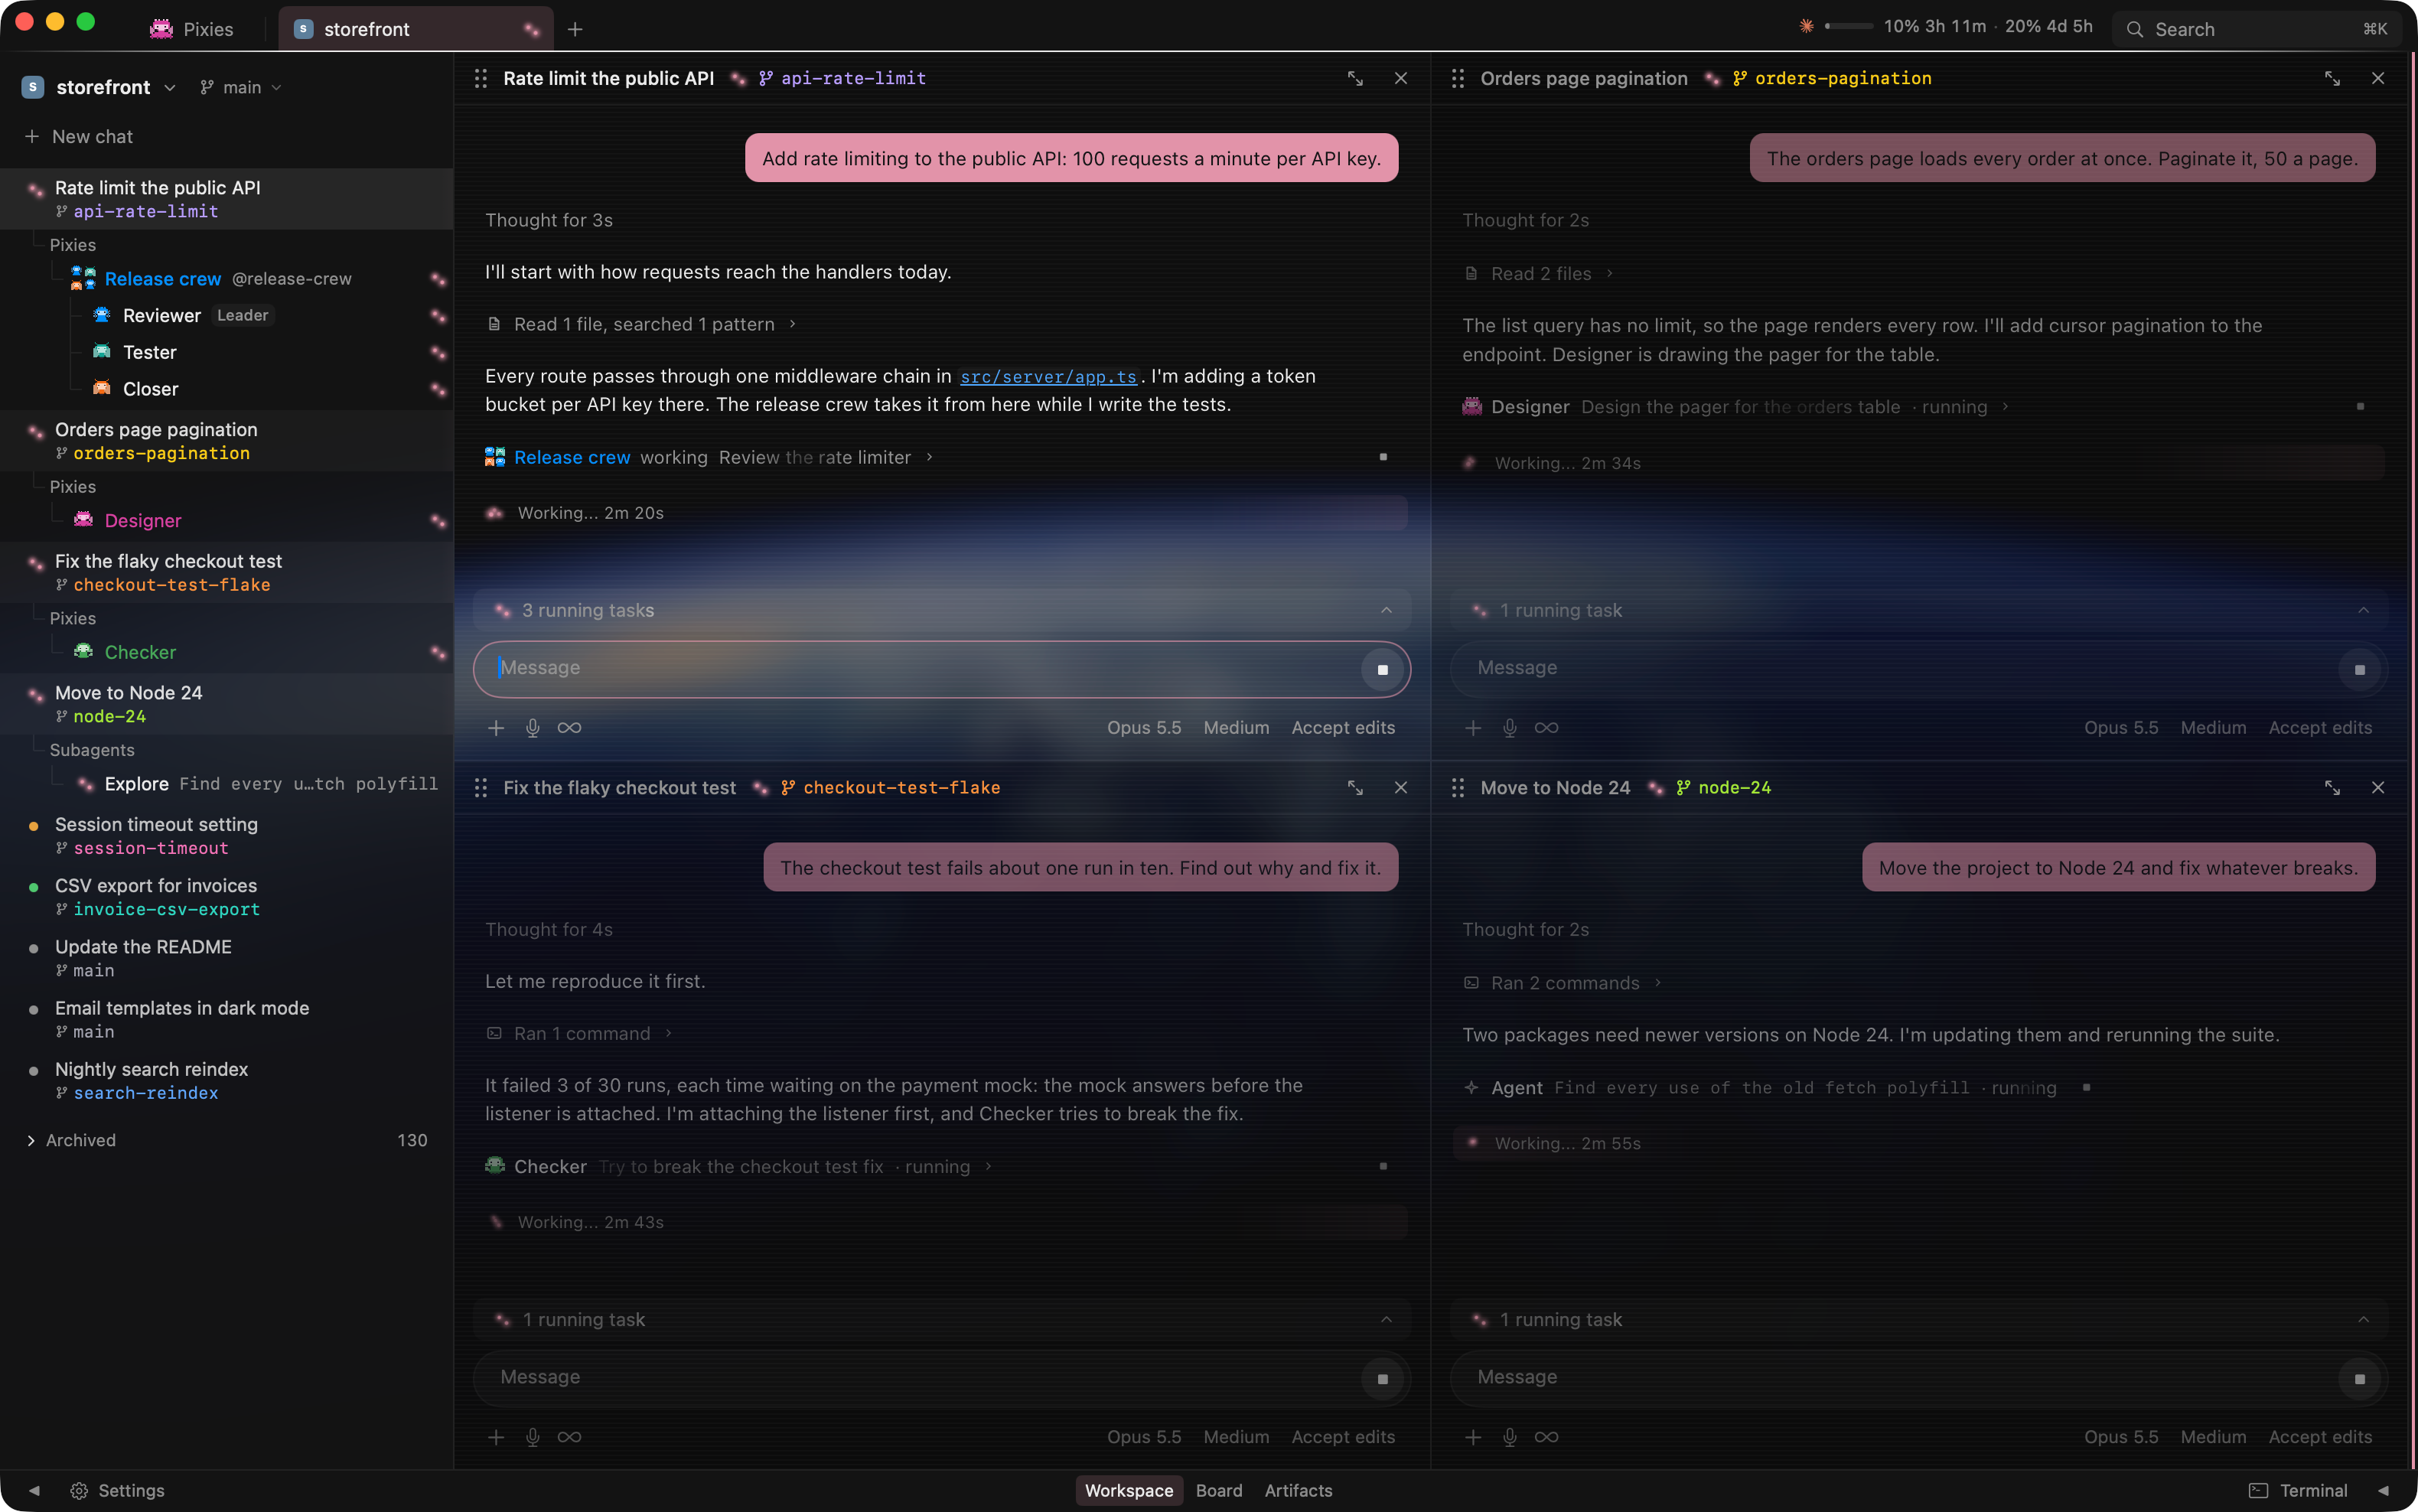 Pixies
S storefront
10% 3h 11m · 20% 4d 5h
Search ⌘K
S storefront
main
New chat
Rate limit the public API
api-rate-limit
Pixies
Release crew @release-crew
Reviewer Leader
Tester
Closer
Orders page pagination
orders-pagination
Pixies
Designer
Fix the flaky checkout test
checkout-test-flake
Pixies
Checker
Move to Node 24
node-24
Subagents
Explore Find every u…tch polyfill
Session timeout setting
session-timeout
CSV export for invoices
invoice-csv-export
Update the README
main
Email templates in dark mode
main
Nightly search reindex
search-reindex
Archived 130
Settings
Rate limit the public API api-rate-limit
Add rate limiting to the public API: 100 requests a minute per API key.
Thought for 3s
I'll start with how requests reach the handlers today.
Read 1 file, searched 1 pattern
Every route passes through one middleware chain in src/server/app.ts. I'm adding a token
bucket per API key there. The release crew takes it from here while I write the tests.
Release crew working Review the rate limiter
Working... 2m 20s
3 running tasks
Message
Opus 5.5 Medium Accept edits
Orders page pagination orders-pagination
The orders page loads every order at once. Paginate it, 50 a page.
Thought for 2s
Read 2 files
The list query has no limit, so the page renders every row. I'll add cursor pagination to the
endpoint. Designer is drawing the pager for the table.
Designer Design the pager for the orders table · running
Working... 2m 34s
1 running task
Message
Opus 5.5 Medium Accept edits
Fix the flaky checkout test checkout-test-flake
The checkout test fails about one run in ten. Find out why and fix it.
Thought for 4s
Let me reproduce it first.
Ran 1 command
It failed 3 of 30 runs, each time waiting on the payment mock: the mock answers before the
listener is attached. I'm attaching the listener first, and Checker tries to break the fix.
Checker Try to break the checkout test fix · running
Working... 2m 43s
1 running task
Message
Opus 5.5 Medium Accept edits
Move to Node 24 node-24
Move the project to Node 24 and fix whatever breaks.
Thought for 2s
Ran 2 commands
Two packages need newer versions on Node 24. I'm updating them and rerunning the suite.
Agent Find every use of the old fetch polyfill · running
Working... 2m 55s
1 running task
Message
Opus 5.5 Medium Accept edits
Workspace Board Artifacts
Terminal